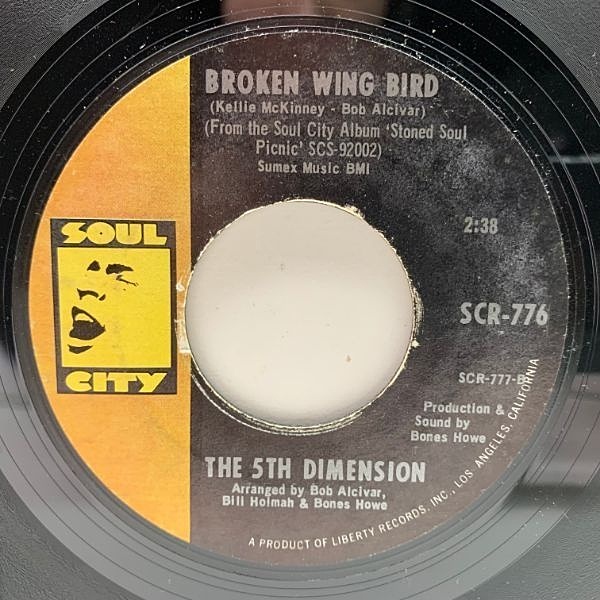 BROKEN WING BIRD
(Kellie McKinney - Bob Alcivar)
(From the Soul City Album 'Stoned Soul
Picnic' SCS-92002)
Sumex Music BMI
2:38
SOUL
CITY
SCR-776
SCR-777-B
Production &
Sound by
Bones Howe
THE 5TH DIMENSION
Arranged by Bob Alcivar,
Bill Holmah & Bones Howe
A PRODUCT OF LIBERTY RECORDS, INC., LOS ANGELES, CALIFORNIA